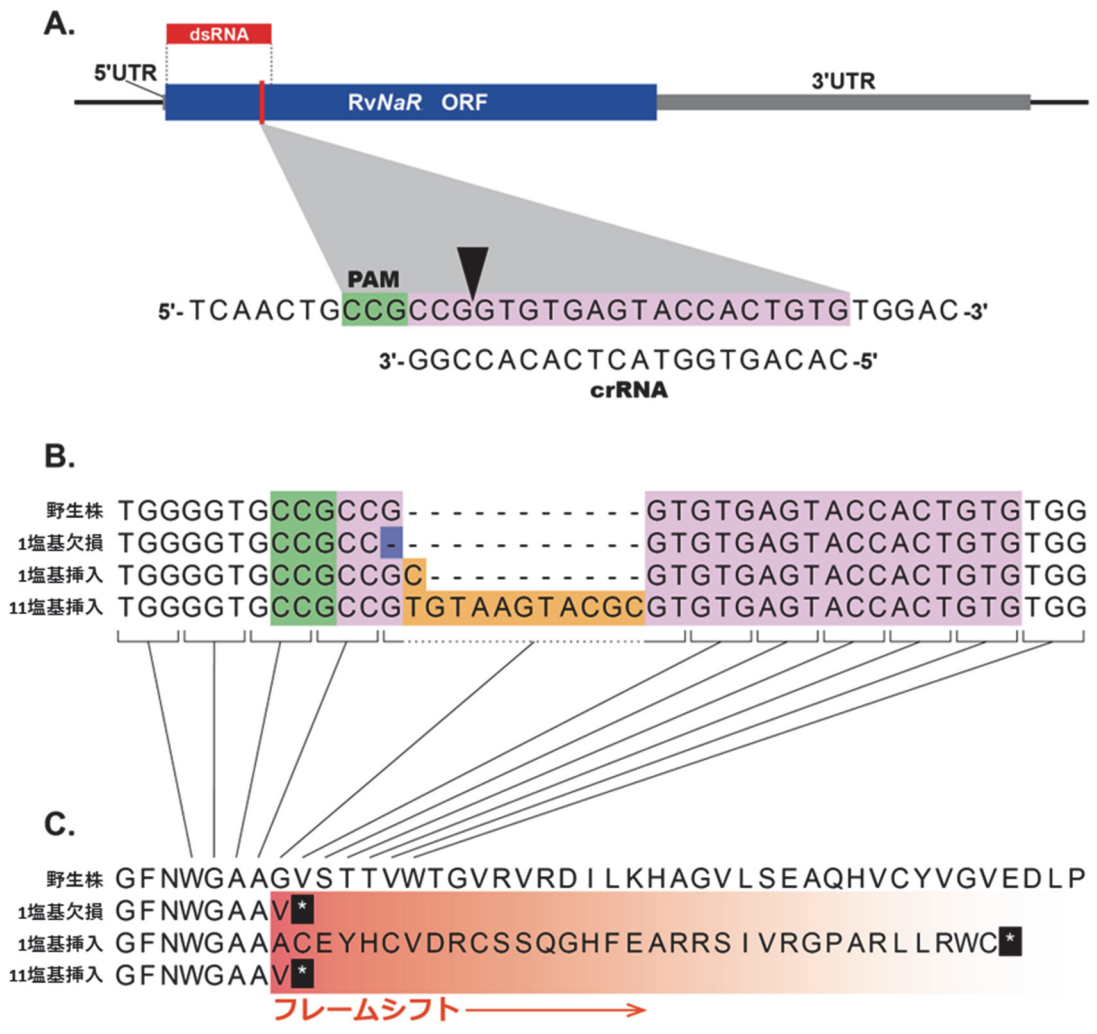 A.
dsRNA
5'UTR
RvNaR ORF
3'UTR
PAM
5'-TCAACTGCCGCCGGTGTGAGTACCACTGTGTGGAC-3'
3'-GGCCACACTCATGGTGACAC-5'
crRNA
B.
野生株 TGGGGTGCCGCCG-----------GTGTGAGTACCACTGTGTGG
1塩基欠損 TGGGGTGCCGCC------------GTGTGAGTACCACTGTGTGG
1塩基挿入 TGGGGTGCCGCCGC----------GTGTGAGTACCACTGTGTGG
11塩基挿入 TGGGGTGCCGCCGTGTAAGTACGCGTGTGAGTACCACTGTGTGG
C.
野生株 GFNWGAAGVSTTVWTGVRVRDILKHAGVLSEAQHVCYVGVEDLP
1塩基欠損 GFNWGAAV*
1塩基挿入 GFNWGAAACEYHCVDRCSSQGHFEARRSIVRGPARLLRWC*
11塩基挿入 GFNWGAAV*
フレームシフト